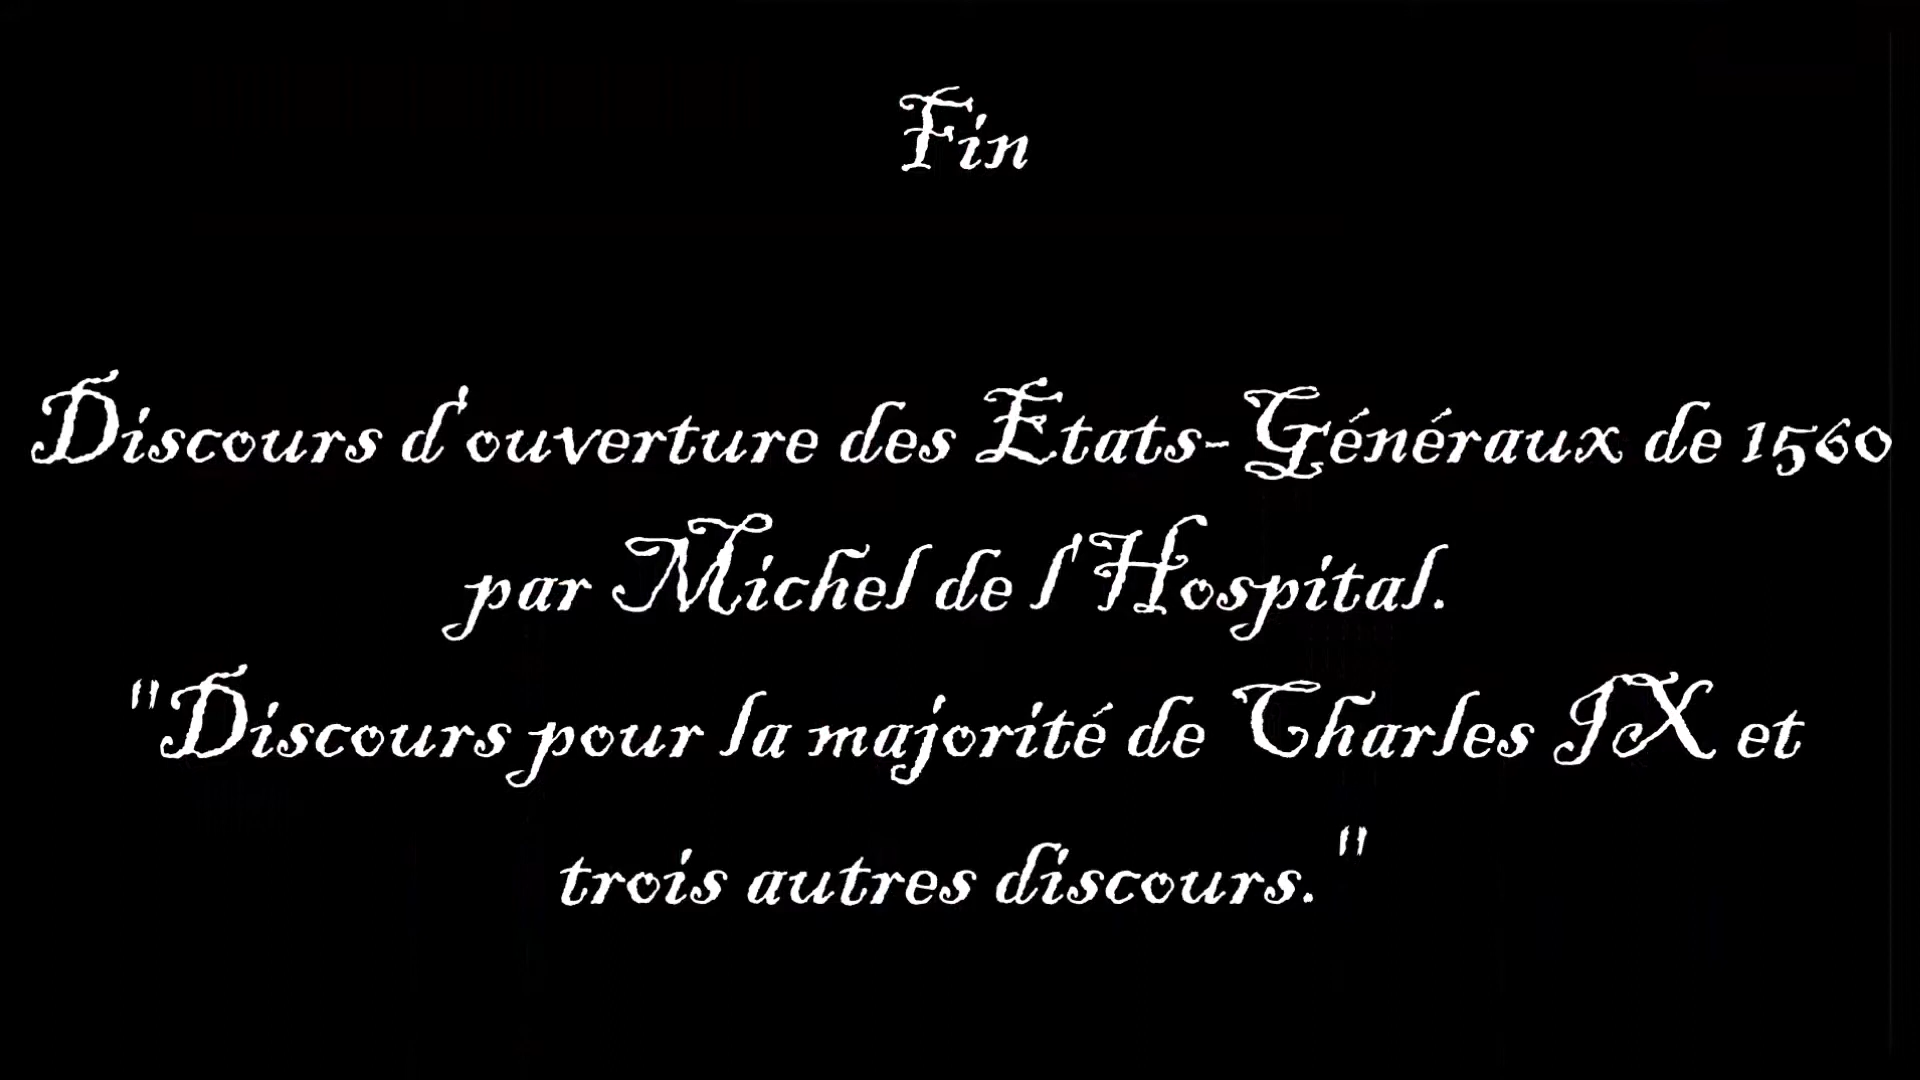 Fin
Discours d'ouverture des Etats-Généraux de 1560
par Michel de l'Hospital.
"Discours pour la majorité de Charles IX et
trois autres discours."